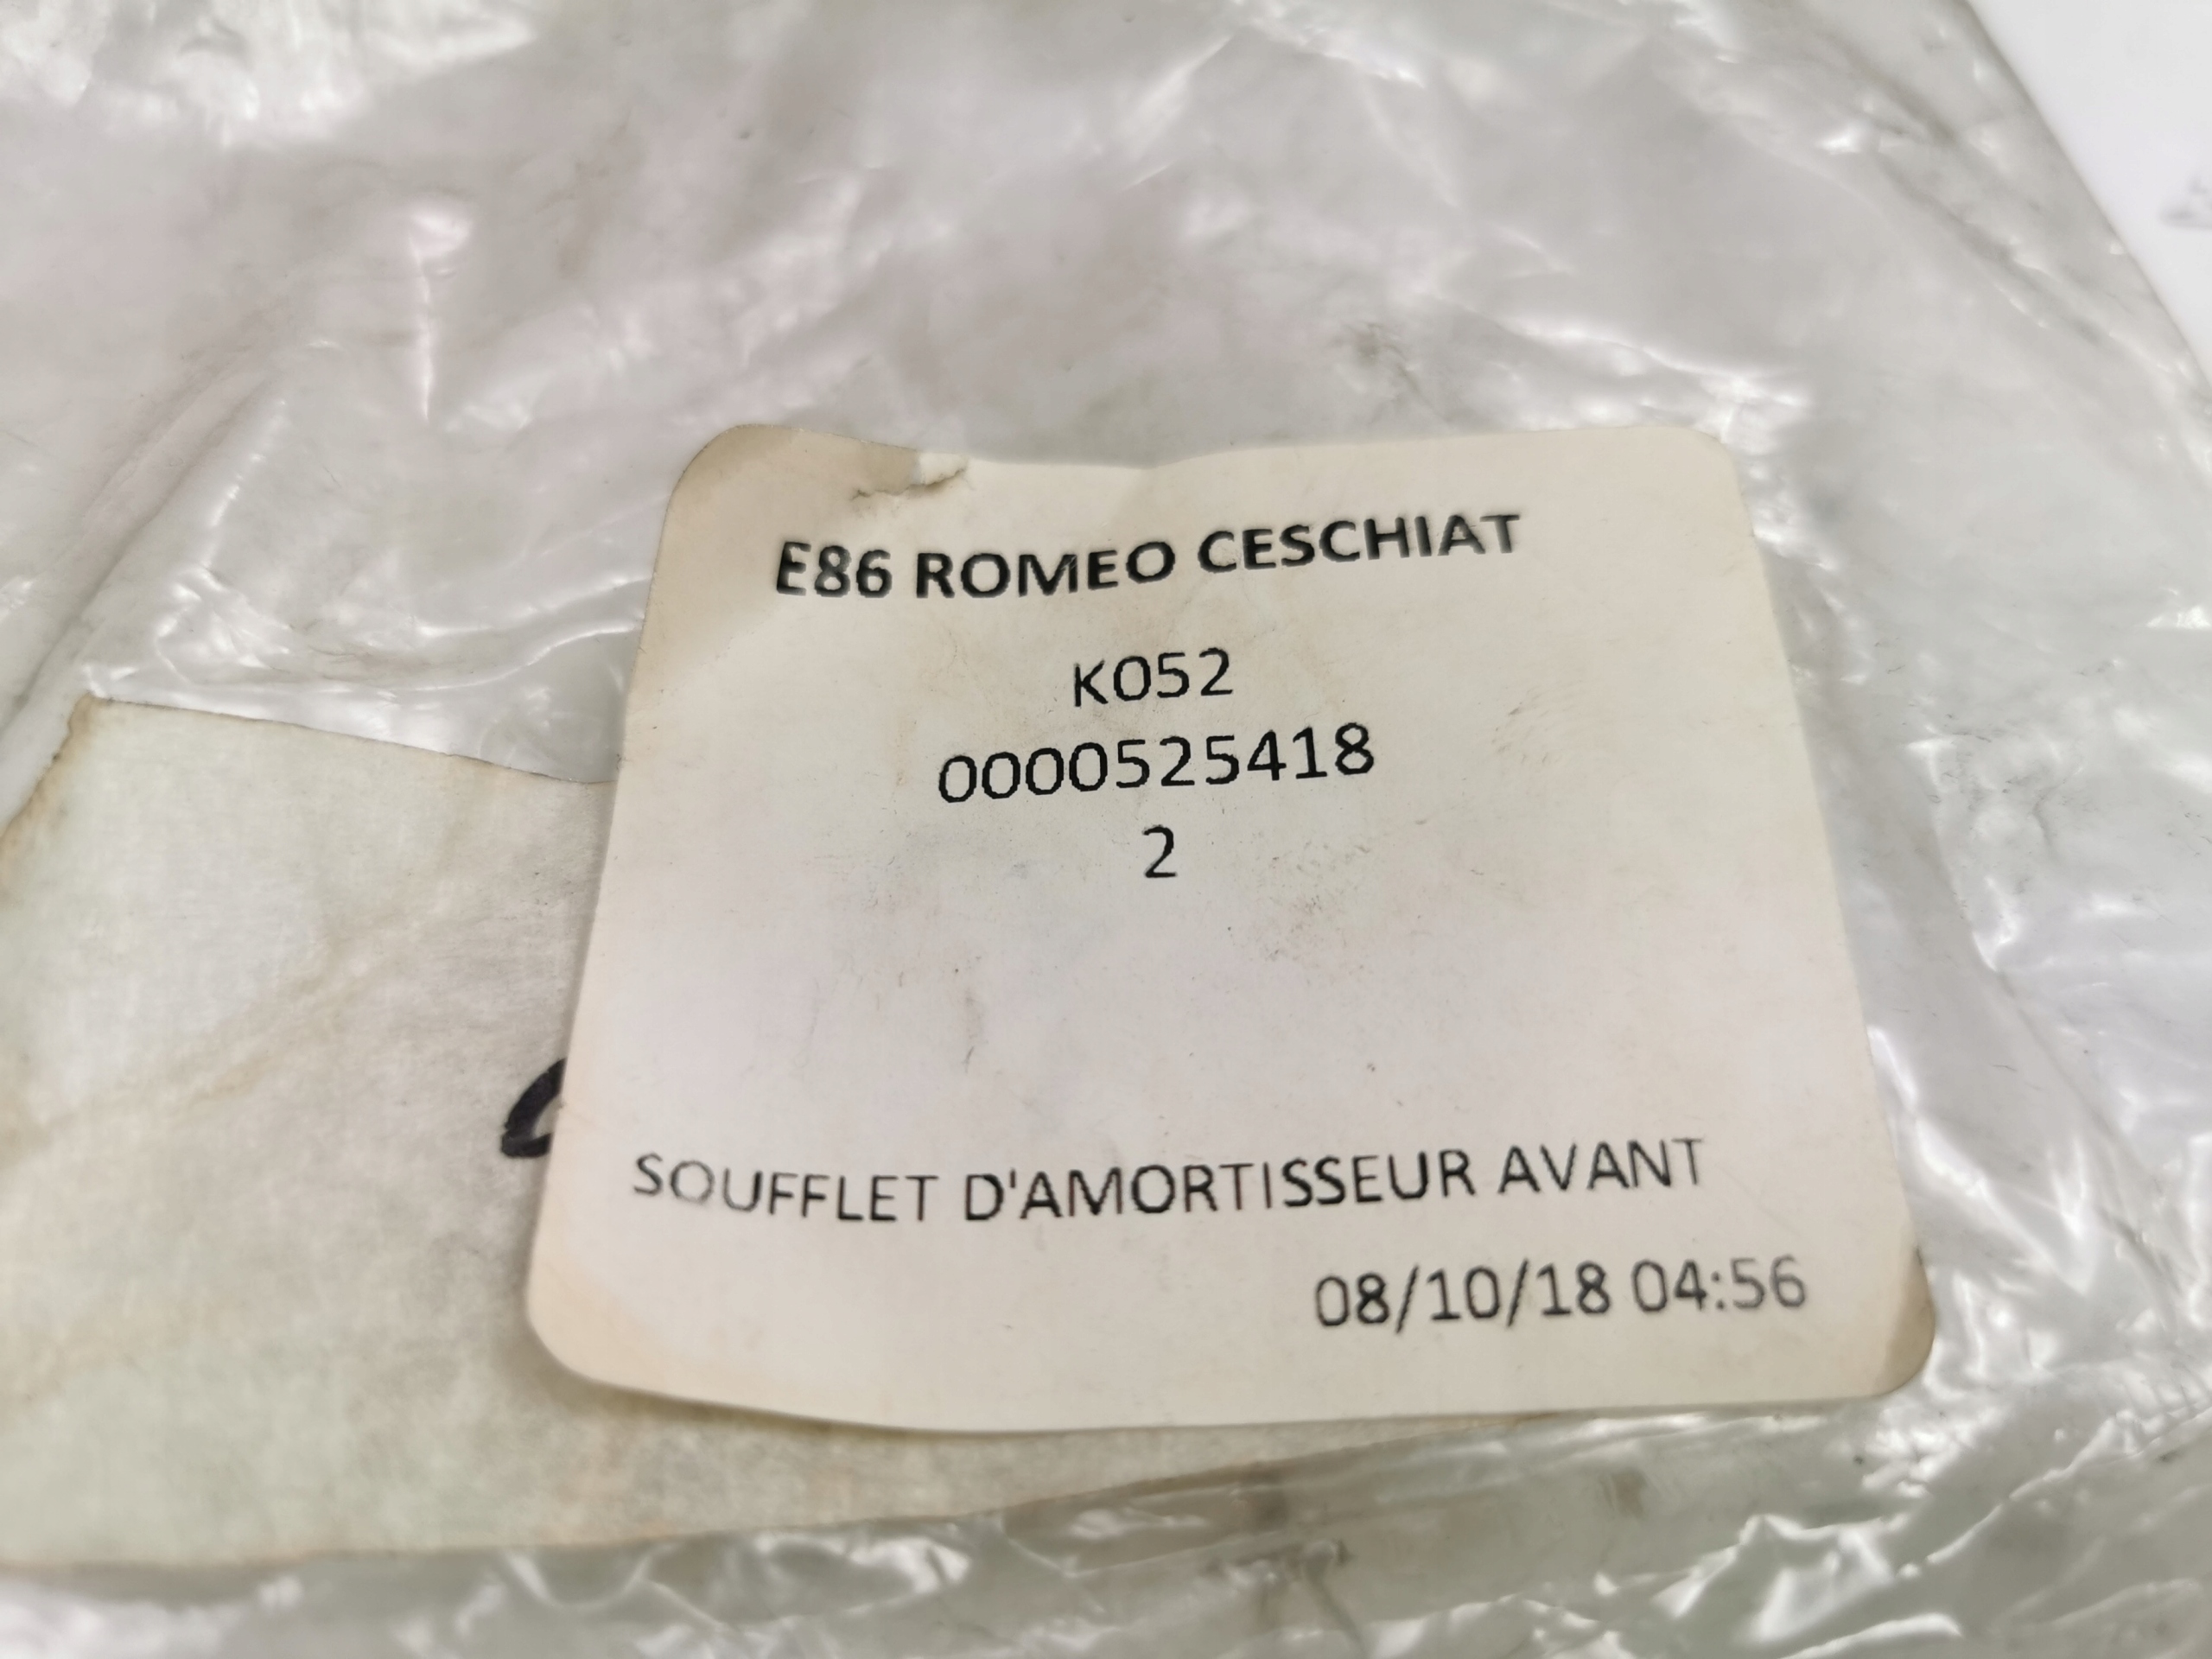 E86 ROMEO CESCHIAT
K052
0000525418
2
SOUFFLET D'AMORTISSEUR AVANT
08/10/18 04:56